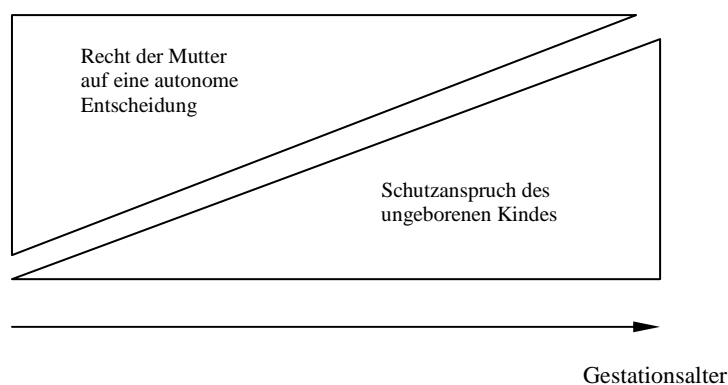 Recht der Mutter
auf eine autonome
Entscheidung
Schutzanspruch des
ungeborenen Kindes
Gestationsalter